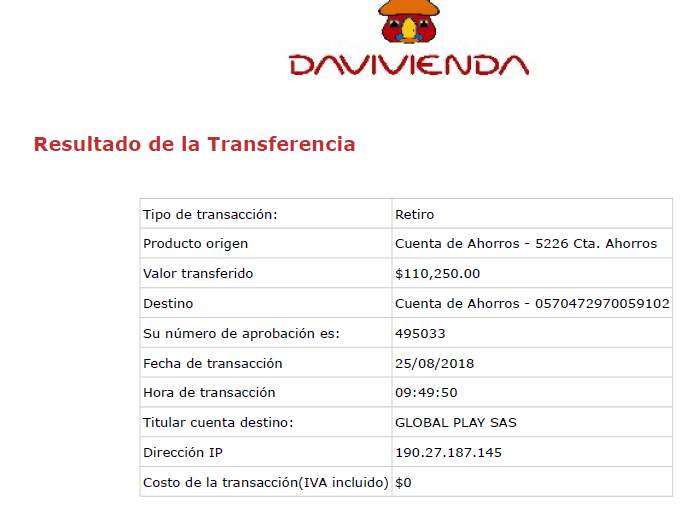 DAVIVIENDA
Resultado de la Transferencia
Tipo de transacción: Retiro
Producto origen Cuenta de Ahorros - 5226 Cta. Ahorros
Valor transferido $110,250.00
Destino Cuenta de Ahorros - 0570472970059102
Su número de aprobación es: 495033
Fecha de transacción 25/08/2018
Hora de transacción 09:49:50
Titular cuenta destino: GLOBAL PLAY SAS
Dirección IP 190.27.187.145
Costo de la transacción(IVA incluido) $0